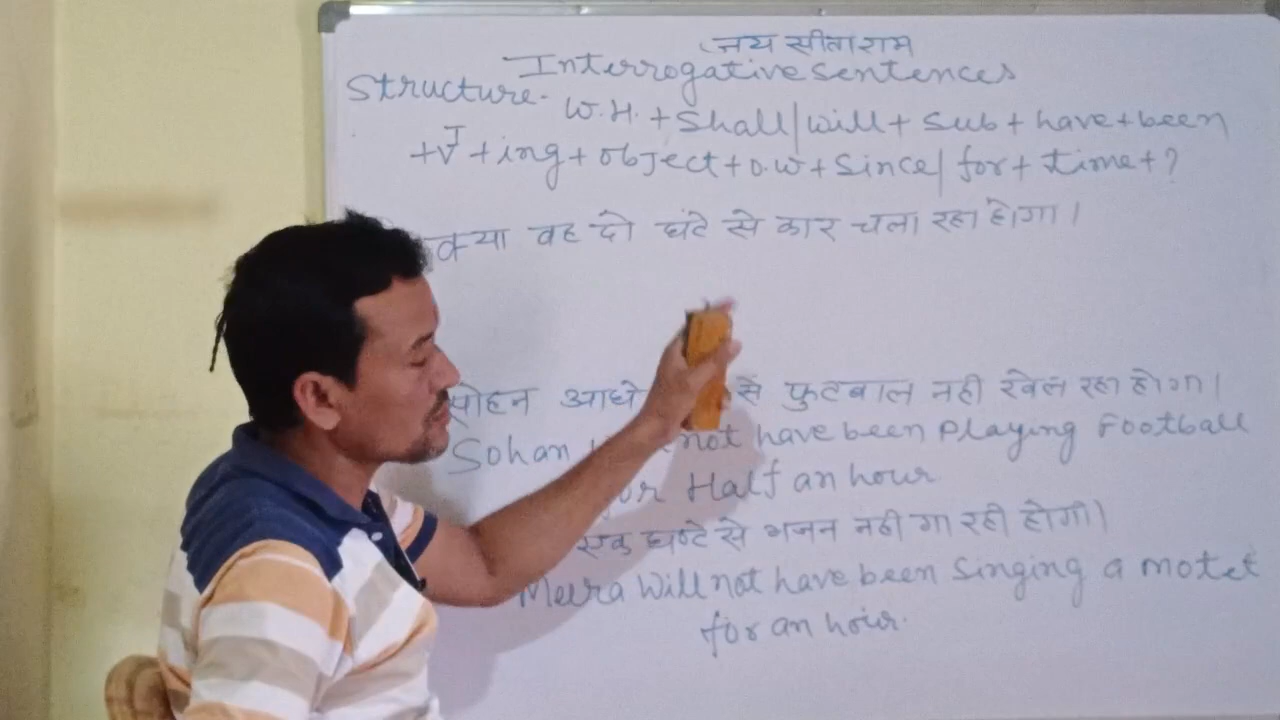 जय सीताराम
Interrogative sentences
Structure- W.H. + Shall|will + Sub + have + been
+ V I + ing + object + o.w + Since| for + time + ?
क्या वह दो घंटे से कार चला रहा होगा।
सोहन आधे से फुटबाल नही खेल रहा होगा।
Sohan not have been Playing Football
for Half an hour
एक घण्टे से भजन नही गा रही होगी।
Meera Will not have been Singing a motet
for an hour.